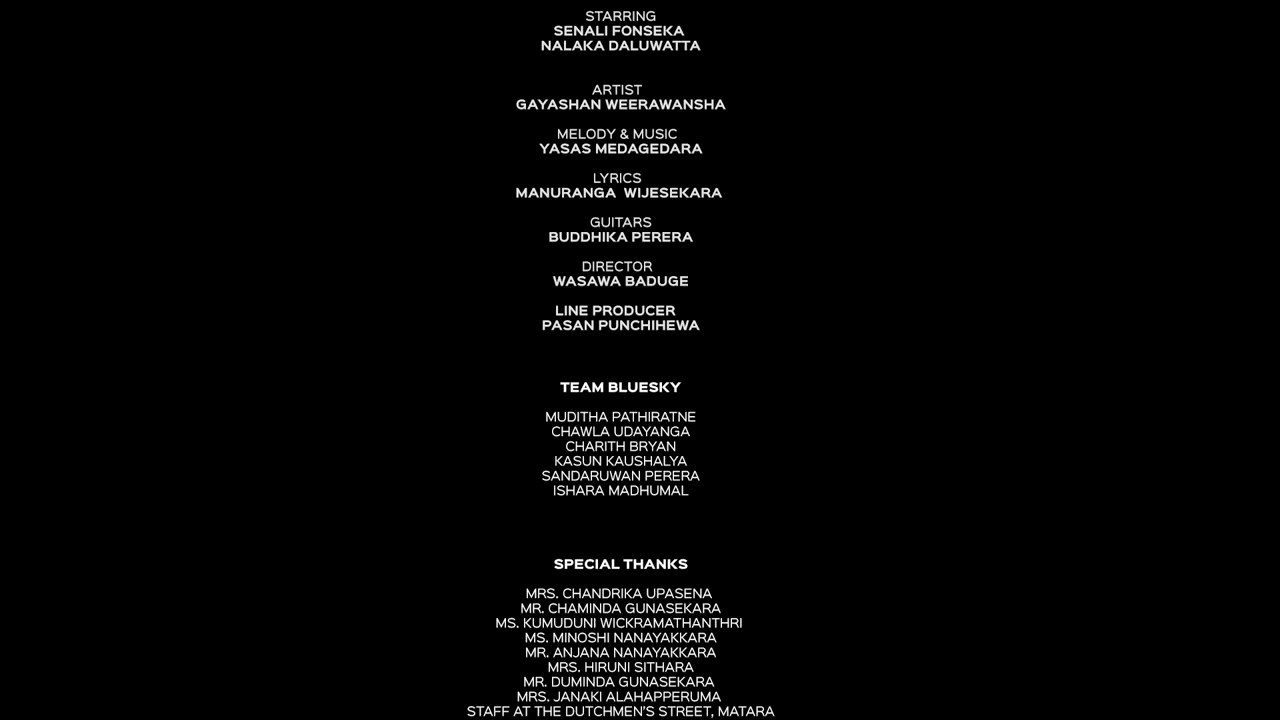 STARRING
SENALI FONSEKA
NALAKA DALUWATTA
ARTIST
GAYASHAN WEERAWANSHA
MELODY & MUSIC
YASAS MEDAGEDARA
LYRICS
MANURANGA WIJESEKARA
GUITARS
BUDDHIKA PERERA
DIRECTOR
WASAWA BADUGE
LINE PRODUCER
PASAN PUNCHIHEWA
TEAM BLUESKY
MUDITHA PATHIRATNE
CHAWLA UDAYANGA
CHARITH BRYAN
KASUN KAUSHALYA
SANDARUWAN PERERA
ISHARA MADHUMAL
SPECIAL THANKS
MRS. CHANDRIKA UPASENA
MR. CHAMINDA GUNASEKARA
MS. KUMUDUNI WICKRAMATHANTHRI
MS. MINOSHI NANAYAKKARA
MR. ANJANA NANAYAKKARA
MRS. HIRUNI SITHARA
MR. DUMINDA GUNASEKARA
MRS. JANAKI ALAHAPPERUMA
STAFF AT THE DUTCHMEN'S STREET, MATARA